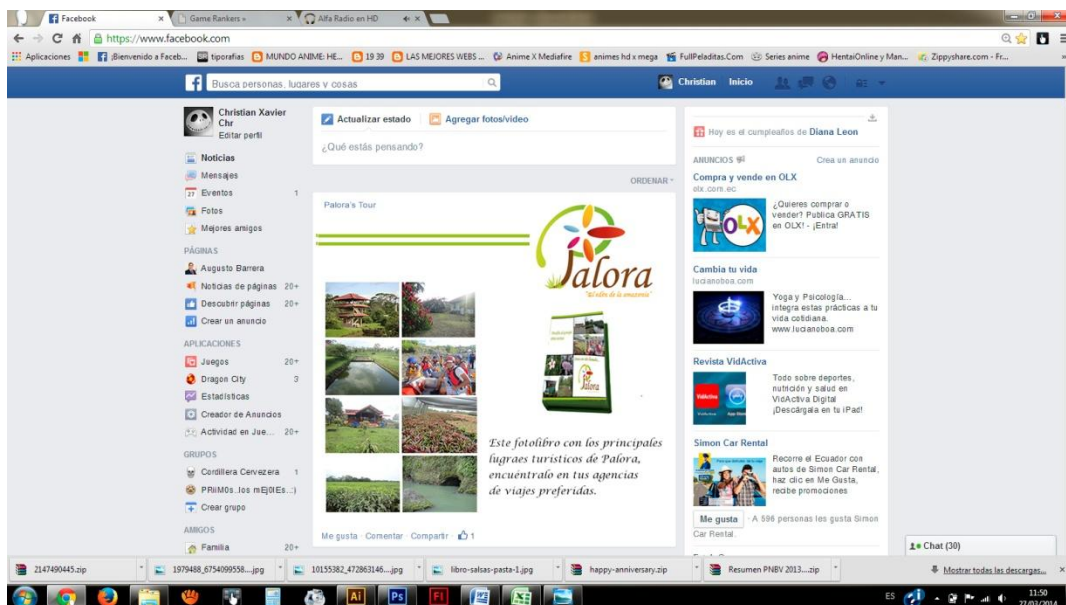 Facebook
Game Rankers «
Alfa Radio en HD
https://www.facebook.com
Aplicaciones
¡Bienvenido a Faceb...
tipografias
MUNDO ANIME: HE...
19 39
LAS MEJORES WEBS ...
Anime X Mediafire
animes hd x mega
FullPeladitas.Com
Series anime
HentaiOnline y Man...
Zippyshare.com - Fr...
Busca personas, lugares y cosas
Christian Inicio
Christian Xavier
Chr
Editar perfil
Noticias
Mensajes
Eventos 1
Fotos
Mejores amigos
PÁGINAS
Augusto Barrera
Noticias de páginas 20+
Descubrir páginas 20+
Crear un anuncio
APLICACIONES
Juegos 20+
Dragon City 3
Estadísticas
Creador de Anuncios
Actividad en Jue... 20+
GRUPOS
Cordillera Cervezera 1
PRiiM0s..los mEj0lEs..:)
Crear grupo
AMIGOS
Familia 20+
Actualizar estado Agregar fotos/video
¿Qué estás pensando?
ORDENAR
Palora's Tour
Palora
"El edén de la amazonía"
Palora
Este fotolibro con los principales
lugraes turísticos de Palora,
encuéntralo en tus agencias
de viajes preferidas.
Me gusta · Comentar · Compartir · 1
Hoy es el cumpleaños de Diana Leon
ANUNCIOS Crea un anuncio
Compra y vende en OLX
olx.com.ec
OLX
¿Quieres comprar o
vender? Publica GRATIS
en OLX! - ¡Entra!
Cambia tu vida
lucianoboa.com
Yoga y Psicología...
integra estas prácticas a tu
vida cotidiana.
www.lucianoboa.com
Revista VidActiva
VidActiva
Todo sobre deportes,
nutrición y salud en
VidActiva Digital
¡Descárgala en tu iPad!
Simon Car Rental
Recorre el Ecuador con
autos de Simon Car Rental,
haz clic en Me Gusta,
recibe promociones
Me gusta · A 596 personas les gusta Simon
Car Rental.
Chat (30)
2147490445.zip
1979488_6754099558....jpg
10155382_472863146....jpg
libro-salsas-pasta-1.jpg
happy-anniversary.zip
Resumen PNBV 2013....zip
Mostrar todas las descargas...
Ai
Ps
Fl
ES
11:50
27/03/2014